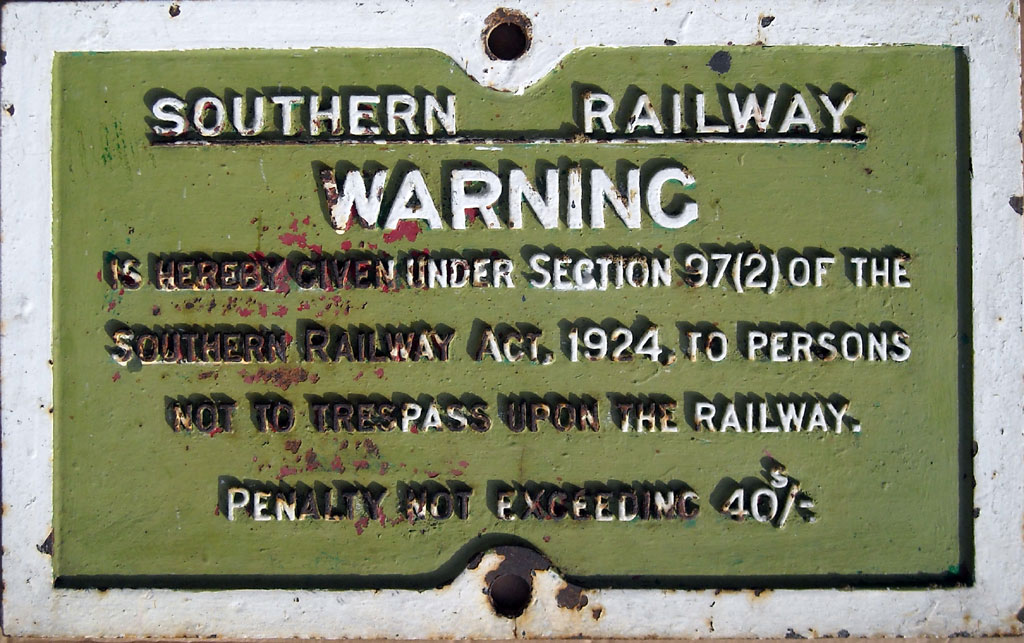 SOUTHERN RAILWAY.
WARNING
IS HEREBY GIVEN UNDER SECTION 97(2) OF THE
SOUTHERN RAILWAY ACT, 1924, TO PERSONS
NOT TO TRESPASS UPON THE RAILWAY.
PENALTY NOT EXCEEDING 40S/-